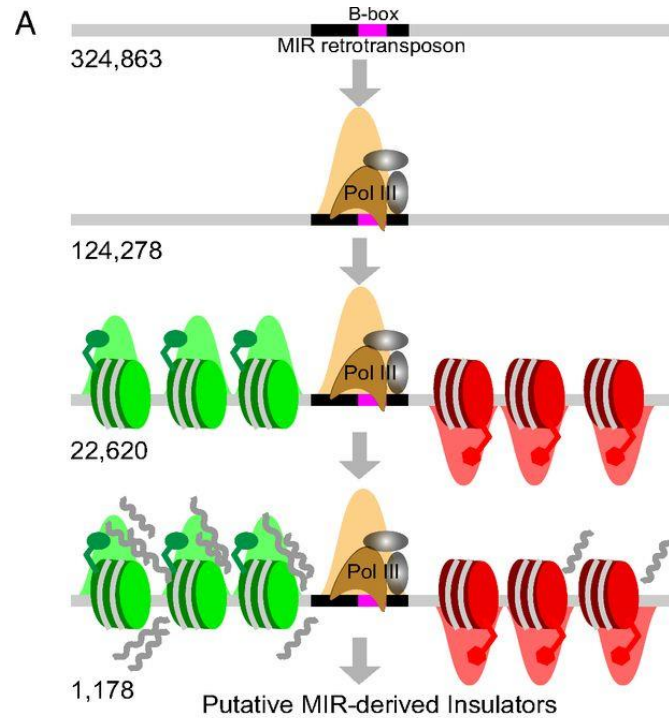 A
B-box
MIR retrotransposon
324,863
Pol III
124,278
Pol III
22,620
Pol III
1,178
Putative MIR-derived Insulators